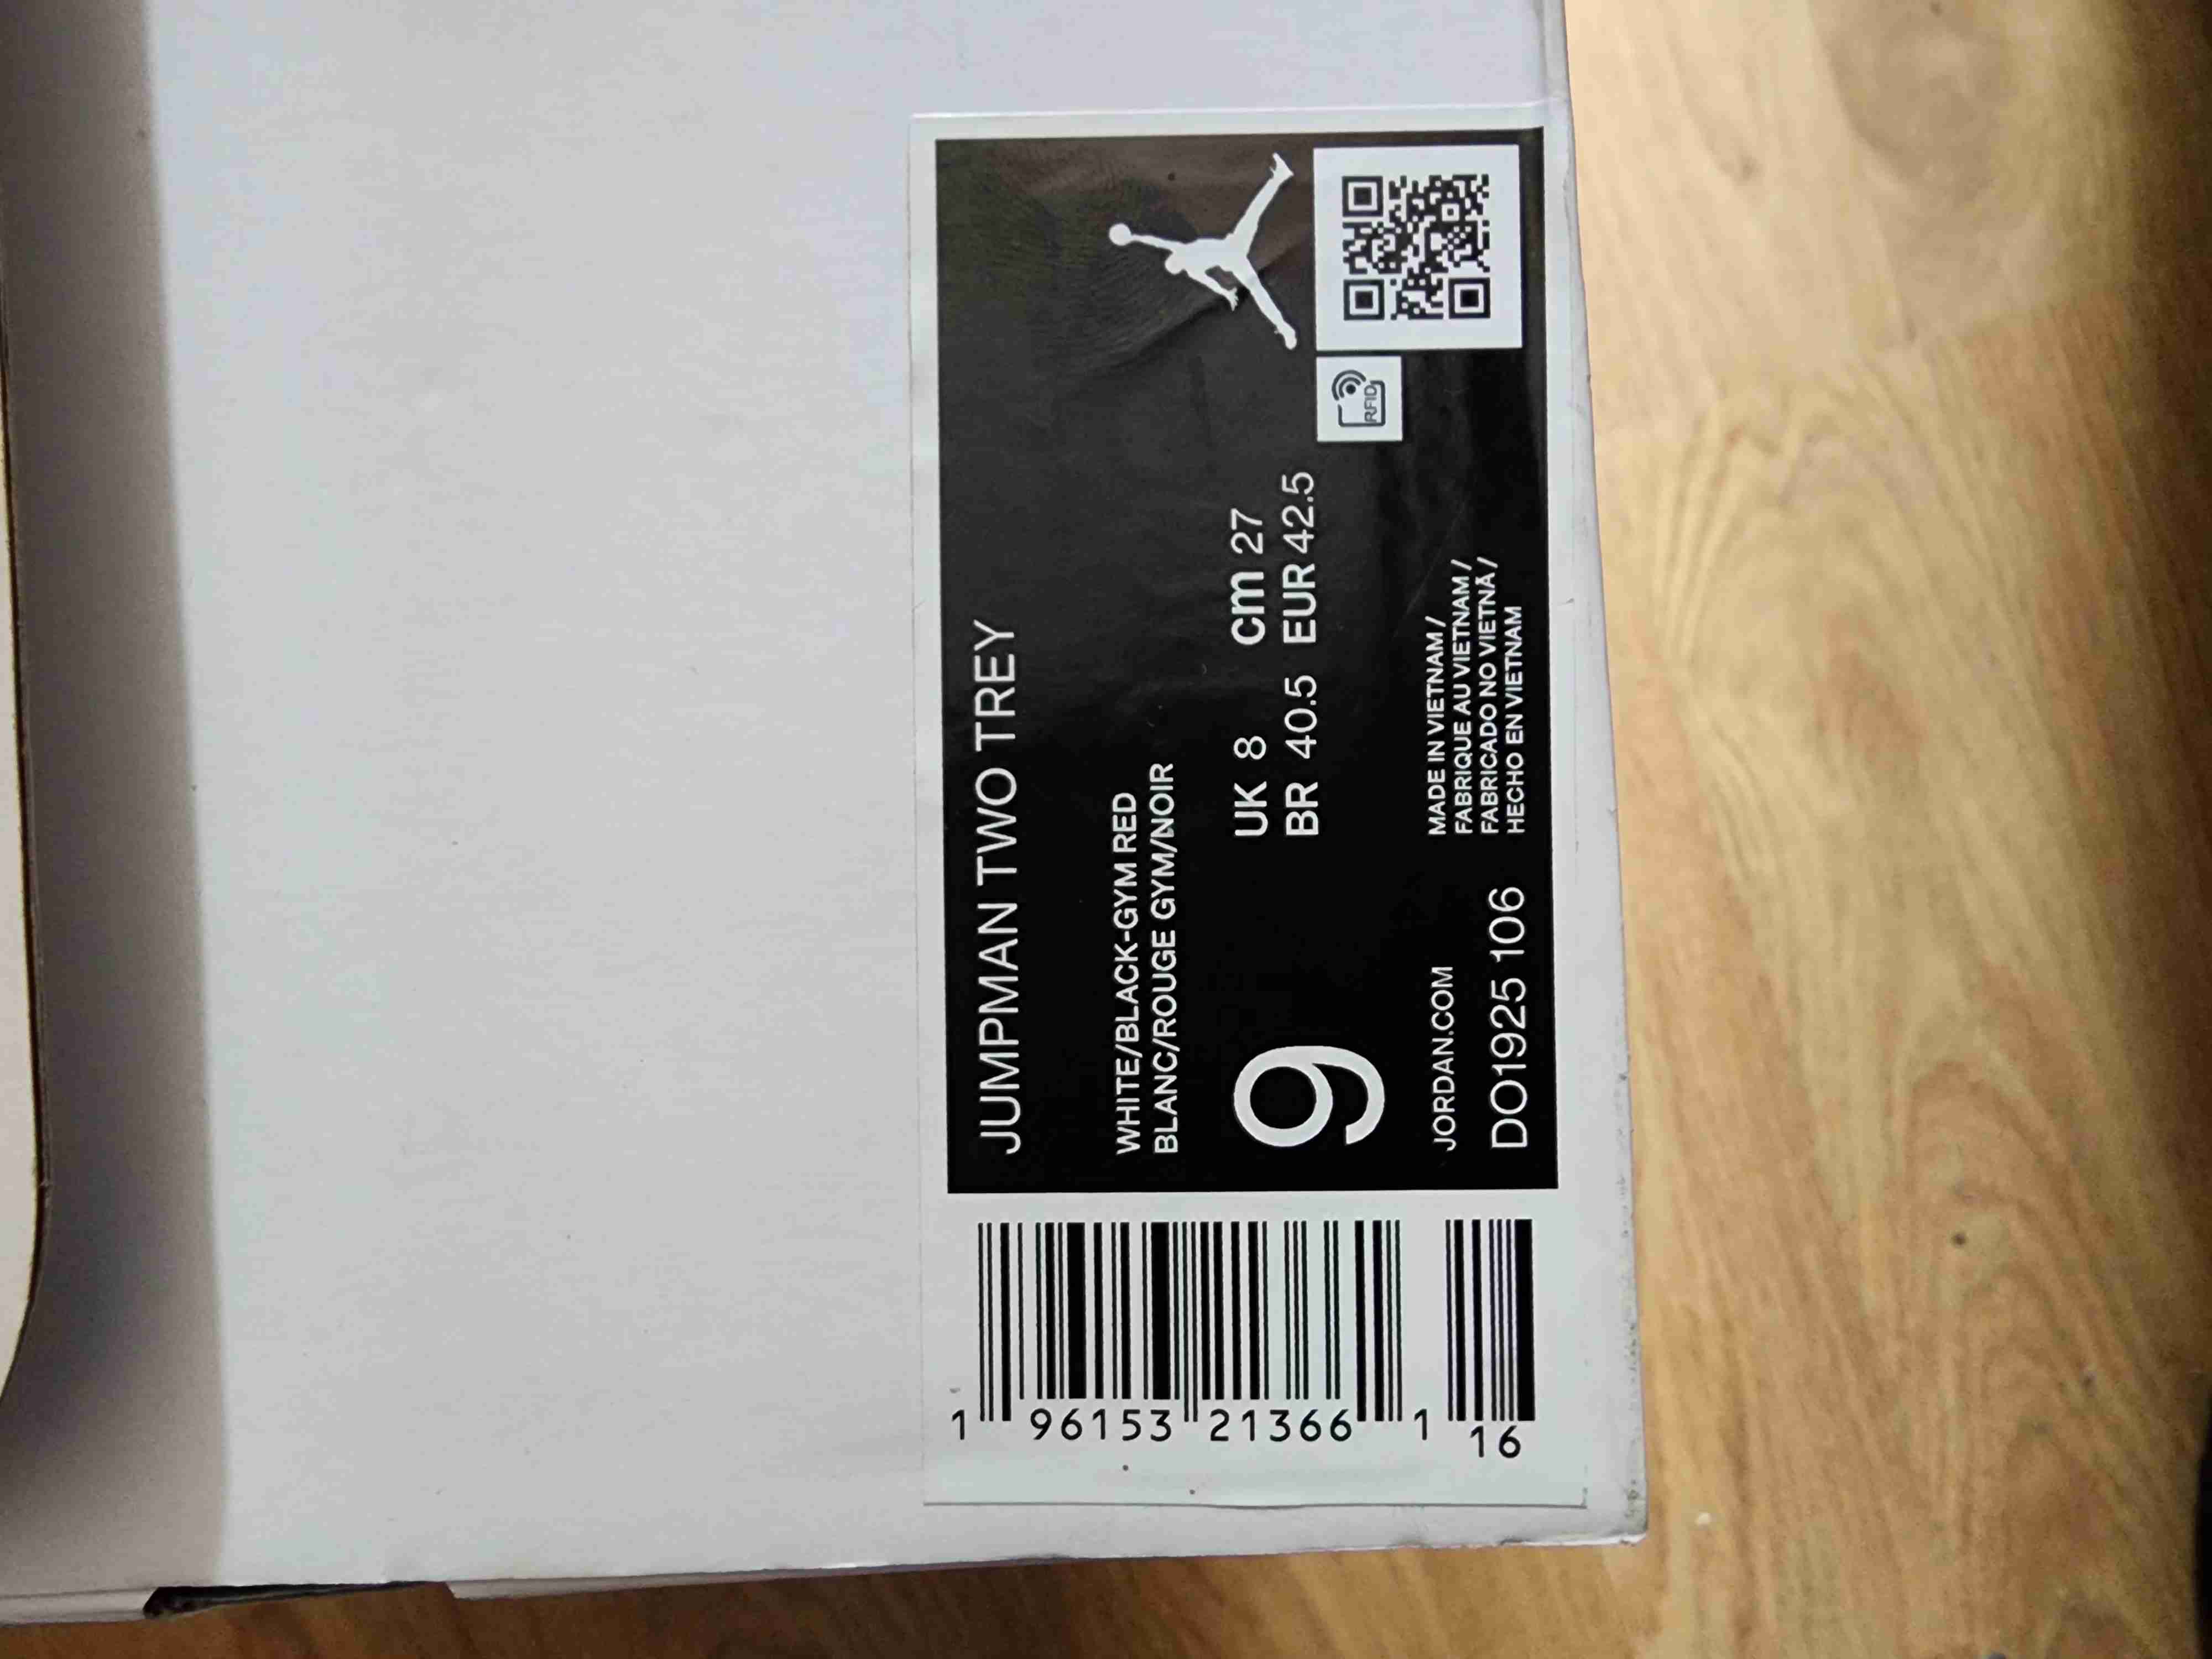 JUMPMAN TWO TREY
WHITE/BLACK-GYM RED
BLANC/ROUGE GYM/NOIR
9
UK 8 cm 27
BR 40.5 EUR 42.5
RFID
JORDAN.COM
DO1925 106
MADE IN VIETNAM /
FABRIQUE AU VIETNAM /
FABRICADO NO VIETNÃ /
HECHO EN VIETNAM
1 96153 21366 1 16